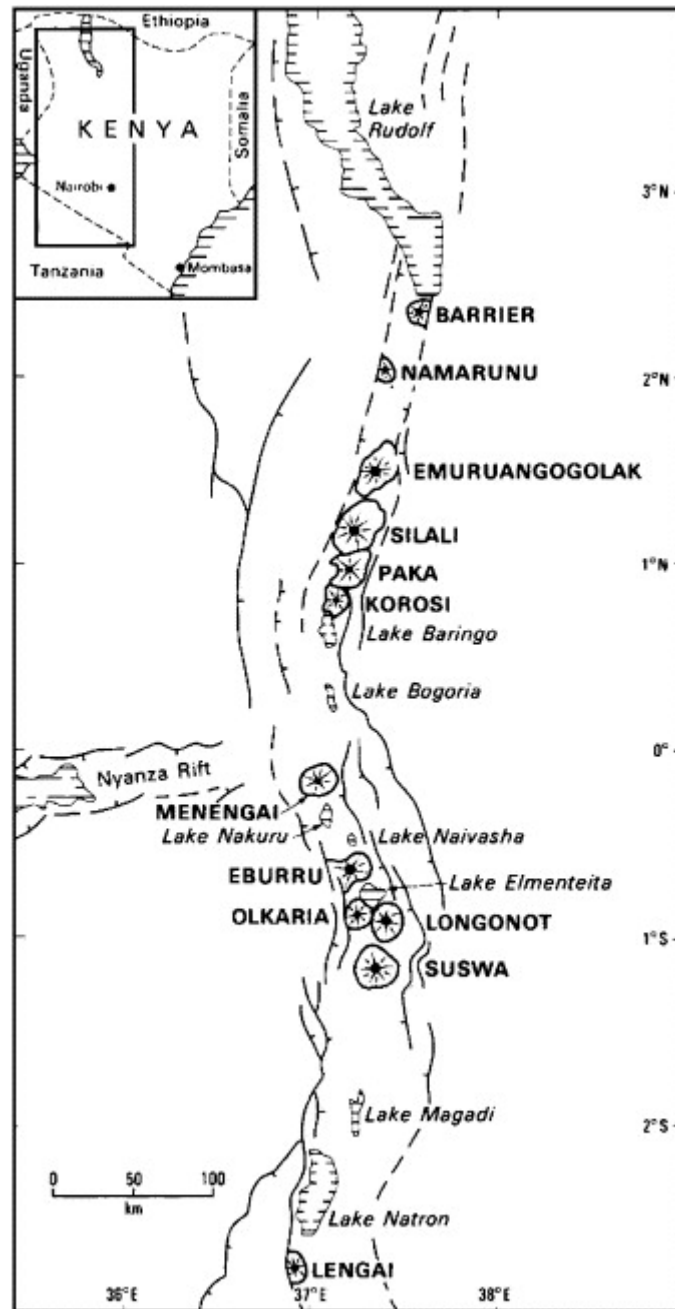 Ethiopia
Uganda
KENYA
Somalia
Nairobi
Tanzania
Mombasa
Lake
Rudolf
3°N
BARRIER
NAMARUNU
2°N
EMURUANGOGOLAK
SILALI
PAKA
1°N
KOROSI
Lake Baringo
Lake Bogoria
0°
Nyanza Rift
MENENGAI
Lake Nakuru
Lake Naivasha
EBURRU
Lake Elmenteita
OLKARIA
LONGONOT
1°S
SUSWA
Lake Magadi
2°S
0 50 100
km
Lake Natron
LENGAI
36°E 37°E 38°E